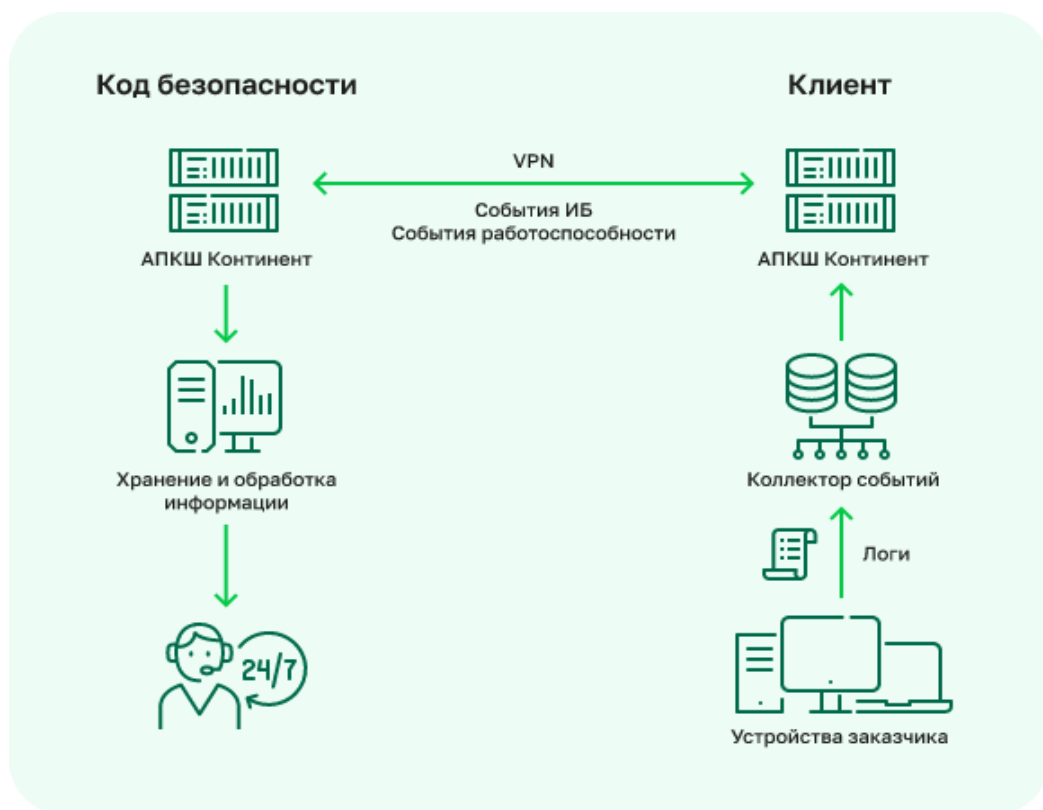 Код безопасности
Клиент
VPN
События ИБ
События работоспособности
АПКШ Континент
АПКШ Континент
Хранение и обработка
информации
Коллектор событий
Логи
24/7
Устройства заказчика